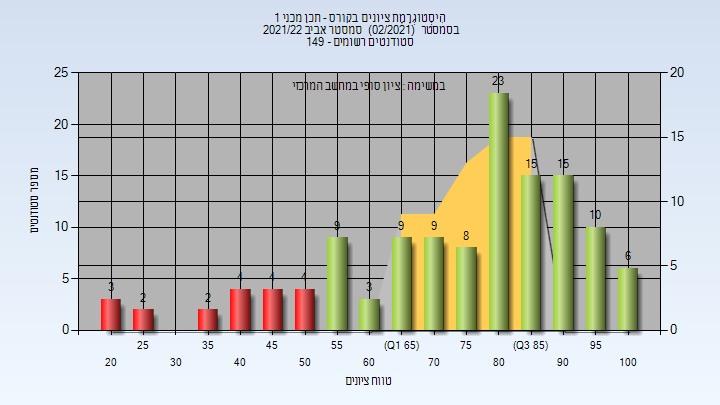 הִיסְטוֹגְרַמַת ציונים בקורס - תכן מכני 1
בסמסטר (02/2021) סמסטר אביב 2021/22
סטודנטים רשומים - 149
במשימה : ציון סופי במחשב המרוכזי
25 20 15 10 5 0
20 15 10 5 0
מספר סטודנטים
3 2 2 4 4 4 9 3 9 9 8 23 15 15 10 6
25 35 45 55 (Q1 65) 75 (Q3 85) 95
20 30 40 50 60 70 80 90 100
טווח ציונים